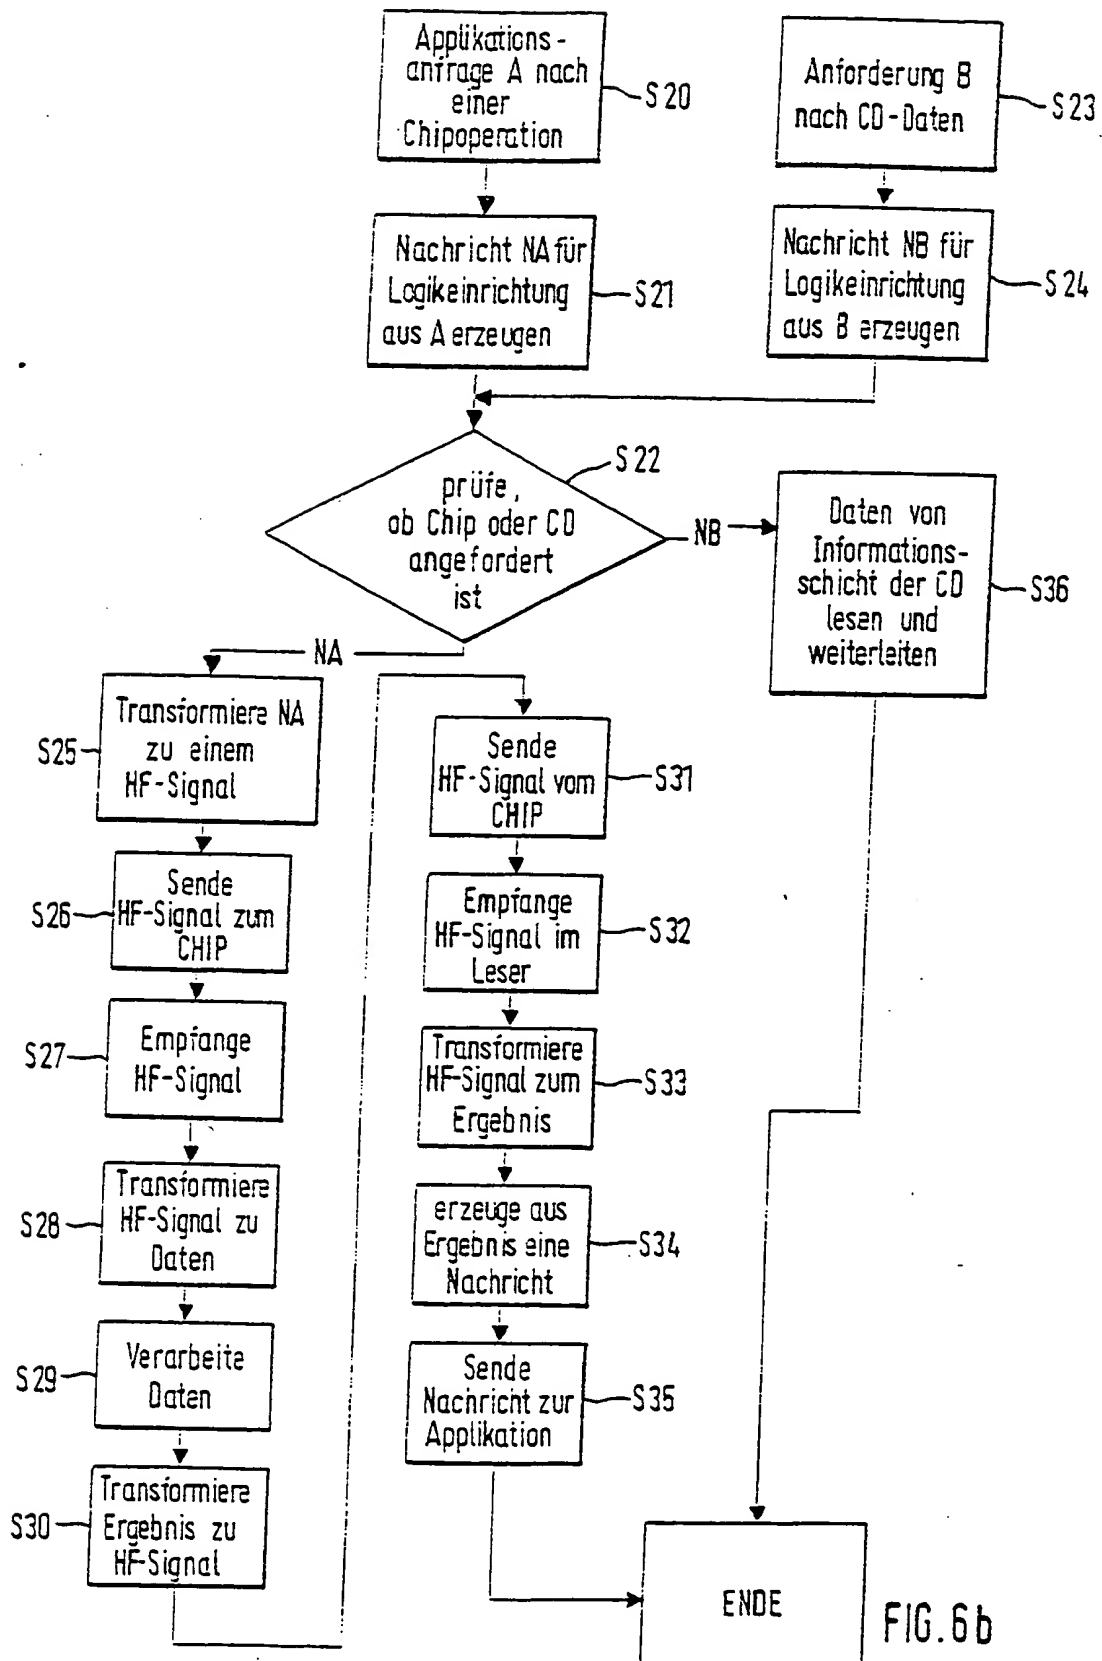 Applikations-
anfrage A nach
einer
Chipoperation
S20
Anforderung B
nach CD-Daten
S23
Nachricht NA für
Logikeinrichtung
aus A erzeugen
S21
Nachricht NB für
Logikeinrichtung
aus B erzeugen
S24
prüfe,
ob Chip oder CD
angefordert
ist
S22
NB
Daten von
Informations-
schicht der CD
lesen und
weiterleiten
S36
NA
Transformiere NA
zu einem
HF-Signal
S25
Sende
HF-Signal zum
CHIP
S26
Empfange
HF-Signal
S27
Transformiere
HF-Signal zu
Daten
S28
Verarbeite
Daten
S29
Transformiere
Ergebnis zu
HF-Signal
S30
Sende
HF-Signal vom
CHIP
S31
Empfange
HF-Signal im
Leser
S32
Transformiere
HF-Signal zum
Ergebnis
S33
erzeuge aus
Ergebnis eine
Nachricht
S34
Sende
Nachricht zur
Applikation
S35
ENDE
FIG.6b